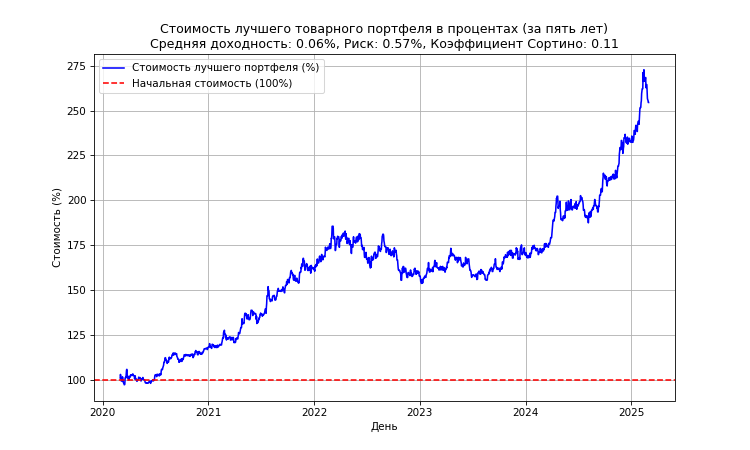 Стоимость лучшего товарного портфеля в процентах (за пять лет)
Средняя доходность: 0.06%, Риск: 0.57%, Коэффициент Сортино: 0.11
Стоимость лучшего портфеля (%)
Начальная стоимость (100%)
275
250
225
200
175
150
125
100
Стоимость (%)
2020
2021
2022
2023
2024
2025
День